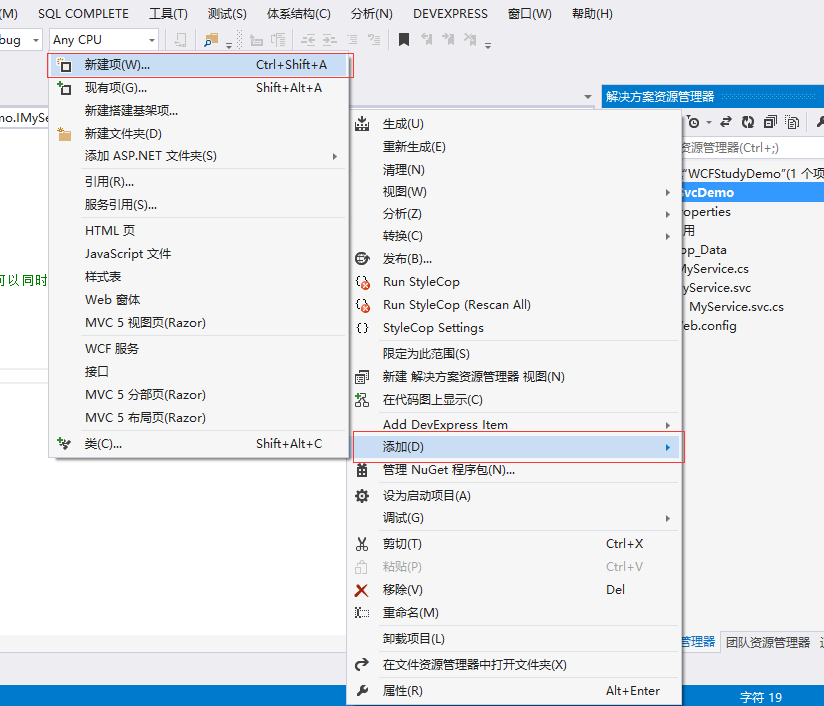 (M) SQL COMPLETE 工具(T) 测试(S) 体系结构(C) 分析(N) DEVEXPRESS 窗口(W) 帮助(H)
bug Any CPU
新建项(W)... Ctrl+Shift+A
现有项(G)... Shift+Alt+A
新建搭建基架项...
新建文件夹(D)
添加 ASP.NET 文件夹(S)
引用(R)...
服务引用(S)...
HTML 页
JavaScript 文件
样式表
Web 窗体
MVC 5 视图页(Razor)
WCF 服务
接口
MVC 5 分部页(Razor)
MVC 5 布局页(Razor)
类(C)... Shift+Alt+C
mo.IMySe
可以同时
生成(U)
重新生成(E)
清理(N)
视图(W)
分析(Z)
转换(C)
发布(B)...
Run StyleCop
Run StyleCop (Rescan All)
StyleCop Settings
限定为此范围(S)
新建 解决方案资源管理器 视图(N)
在代码图上显示(C)
Add DevExpress Item
添加(D)
管理 NuGet 程序包(N)...
设为启动项目(A)
调试(G)
剪切(T) Ctrl+X
粘贴(P) Ctrl+V
移除(V) Del
重命名(M)
卸载项目(L)
在文件资源管理器中打开文件夹(X)
属性(R) Alt+Enter
解决方案资源管理器
资源管理器(Ctrl+;)
"WCFStudyDemo"(1 个项
SvcDemo
roperties
用
pp_Data
MyService.cs
yService.svc
MyService.svc.cs
eb.config
管理器 团队资源管理器
字符 19